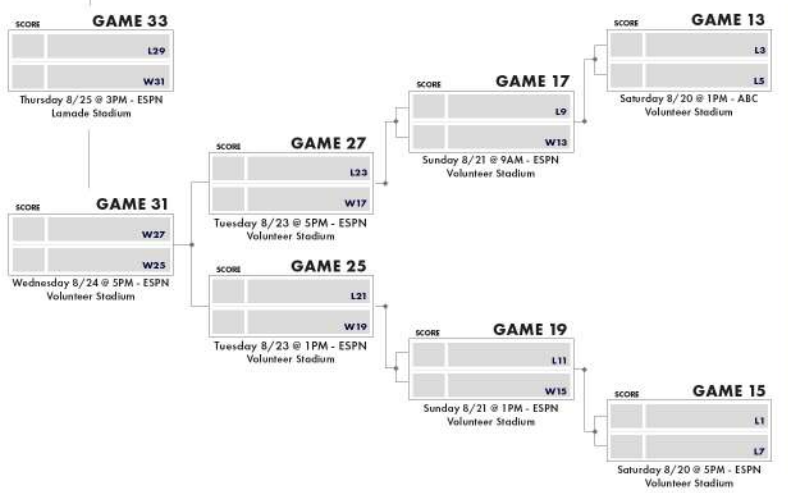 SCORE GAME 33
L29
W31
Thursday 8/25 @ 3PM - ESPN
Lamade Stadium
SCORE GAME 13
L3
L5
Saturday 8/20 @ 1PM - ABC
Volunteer Stadium
SCORE GAME 17
L9
W13
Sunday 8/21 @ 9AM - ESPN
Volunteer Stadium
SCORE GAME 27
L23
W17
Tuesday 8/23 @ 5PM - ESPN
Volunteer Stadium
SCORE GAME 31
W27
W25
Wednesday 8/24 @ 5PM - ESPN
Volunteer Stadium
SCORE GAME 25
L21
W19
Tuesday 8/23 @ 1PM - ESPN
Volunteer Stadium
SCORE GAME 19
L11
W15
Sunday 8/21 @ 1PM - ESPN
Volunteer Stadium
SCORE GAME 15
L1
L7
Saturday 8/20 @ 5PM - ESPN
Volunteer Stadium